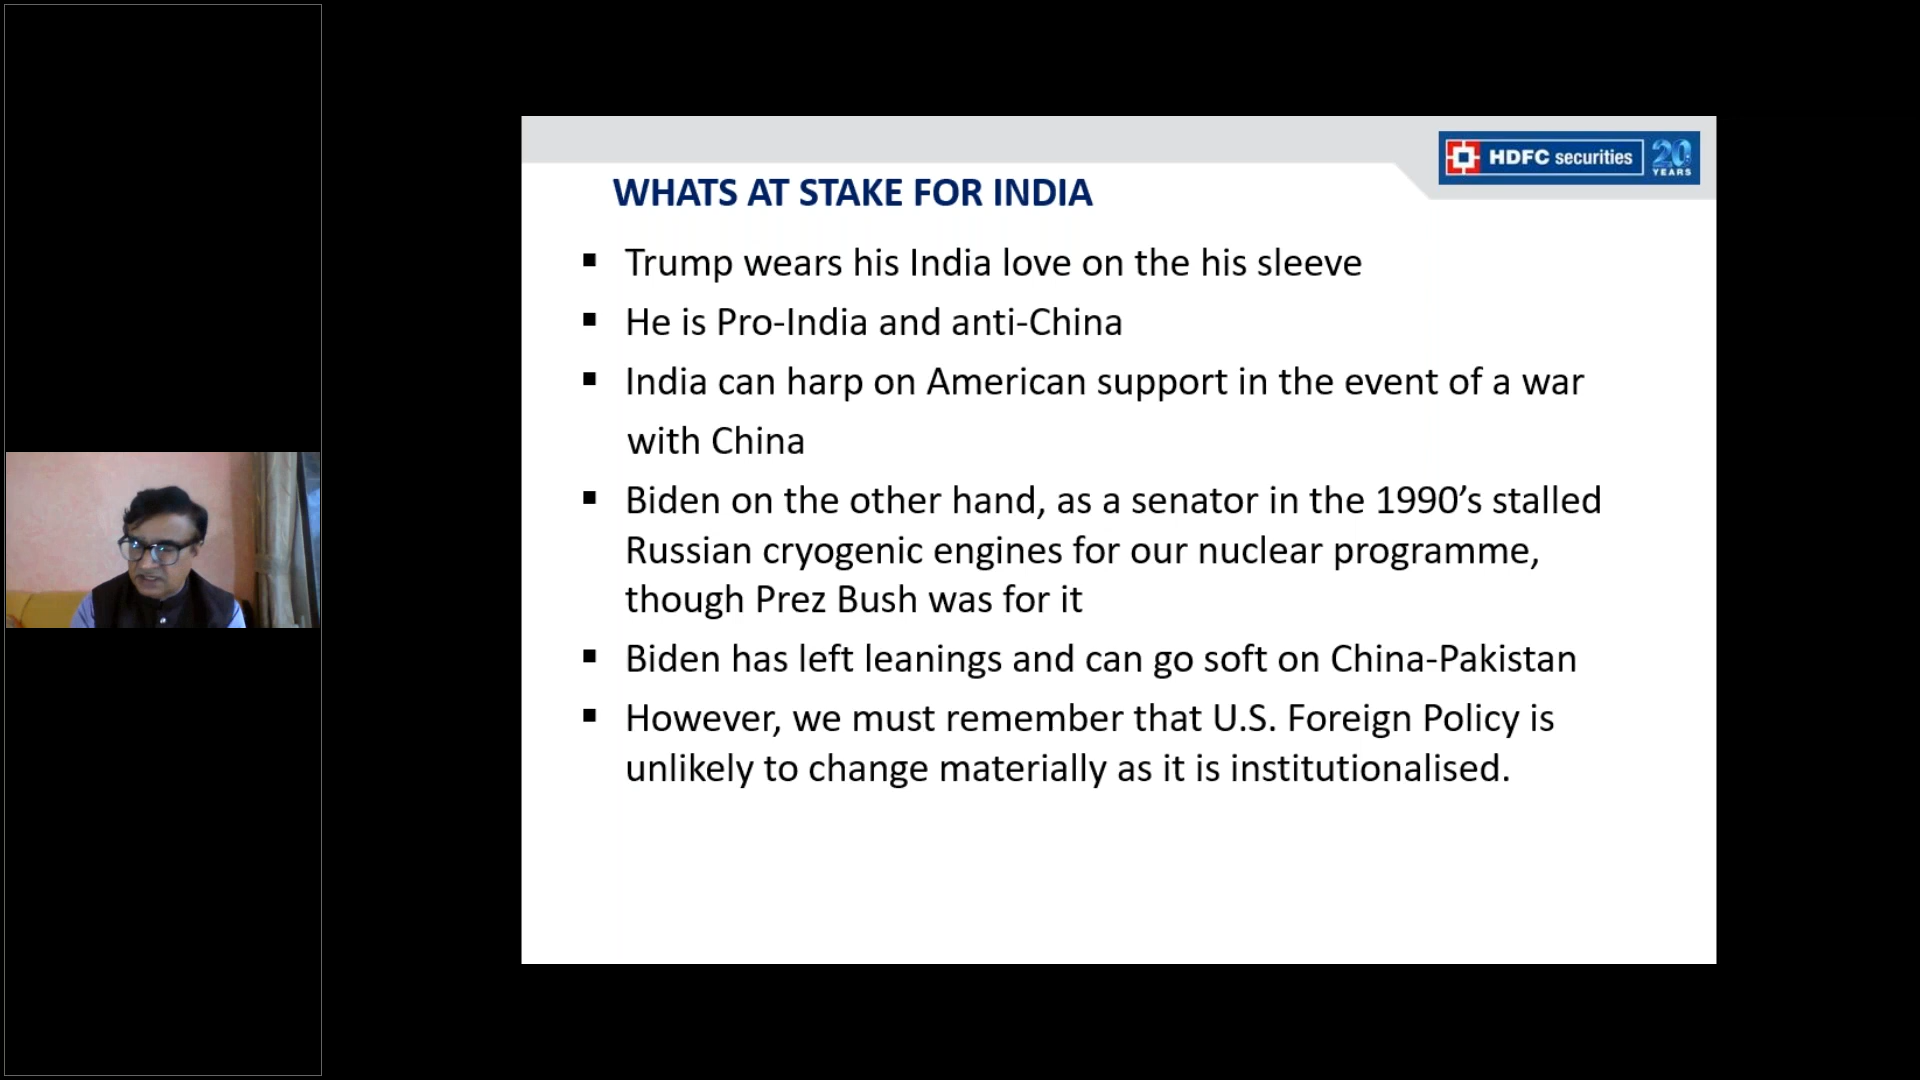 HDFC securities
20
YEARS
WHATS AT STAKE FOR INDIA
▪ Trump wears his India love on the his sleeve
▪ He is Pro-India and anti-China
▪ India can harp on American support in the event of a war
with China
▪ Biden on the other hand, as a senator in the 1990’s stalled
Russian cryogenic engines for our nuclear programme,
though Prez Bush was for it
▪ Biden has left leanings and can go soft on China-Pakistan
▪ However, we must remember that U.S. Foreign Policy is
unlikely to change materially as it is institutionalised.